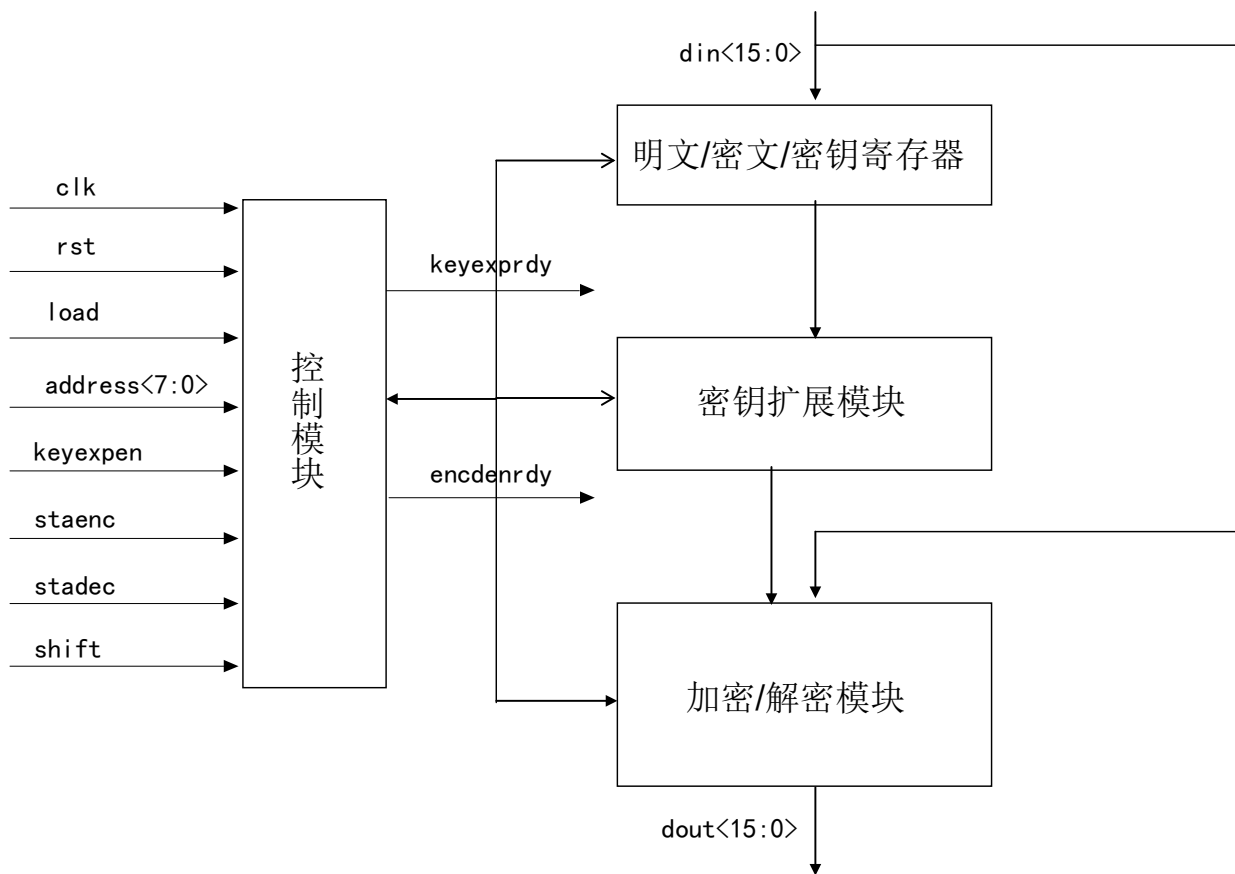 din<15:0>
明文/密文/密钥寄存器
clk
rst
load
address<7:0>
keyexpen
staenc
stadec
shift
控制模块
keyexprdy
encdenrdy
密钥扩展模块
加密/解密模块
dout<15:0>